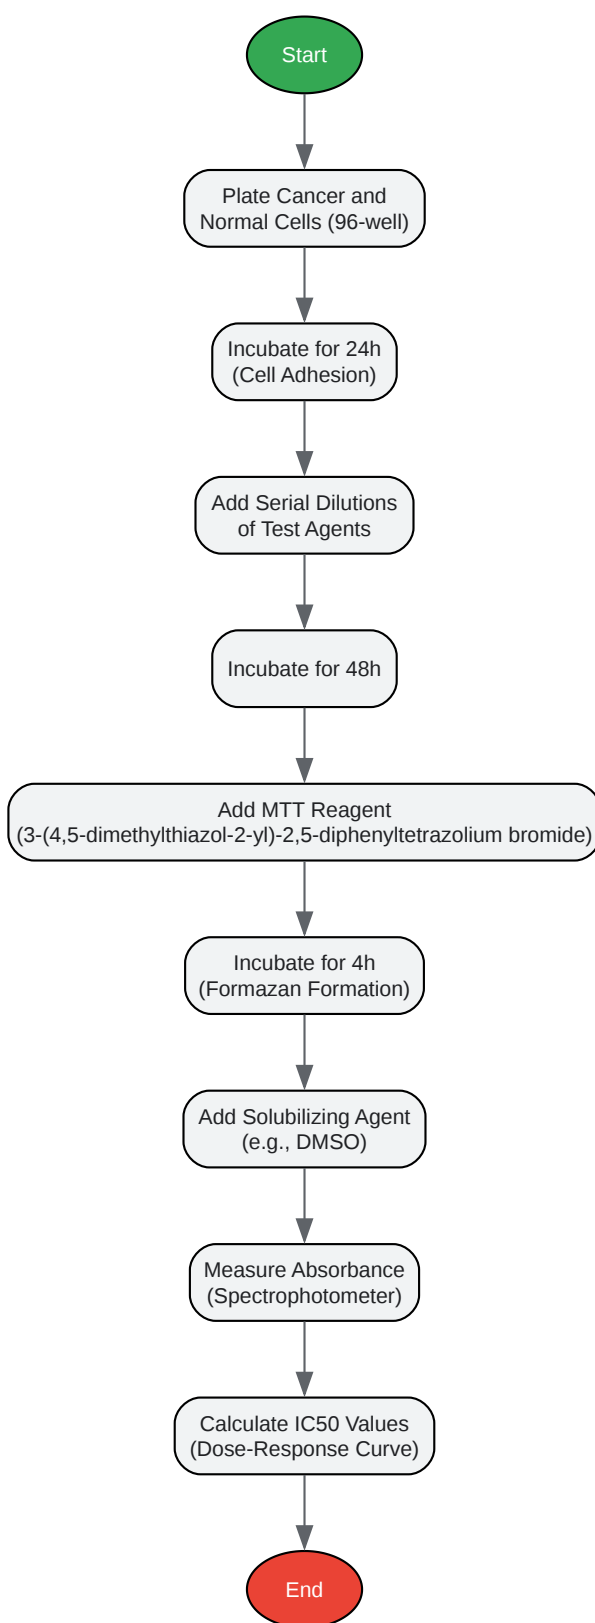 Start
Plate Cancer and
Normal Cells (96-well)
Incubate for 24h
(Cell Adhesion)
Add Serial Dilutions
of Test Agents
Incubate for 48h
Add MTT Reagent
(3-(4,5-dimethylthiazol-2-yl)-2,5-diphenyltetrazolium bromide)
Incubate for 4h
(Formazan Formation)
Add Solubilizing Agent
(e.g., DMSO)
Measure Absorbance
(Spectrophotometer)
Calculate IC50 Values
(Dose-Response Curve)
End